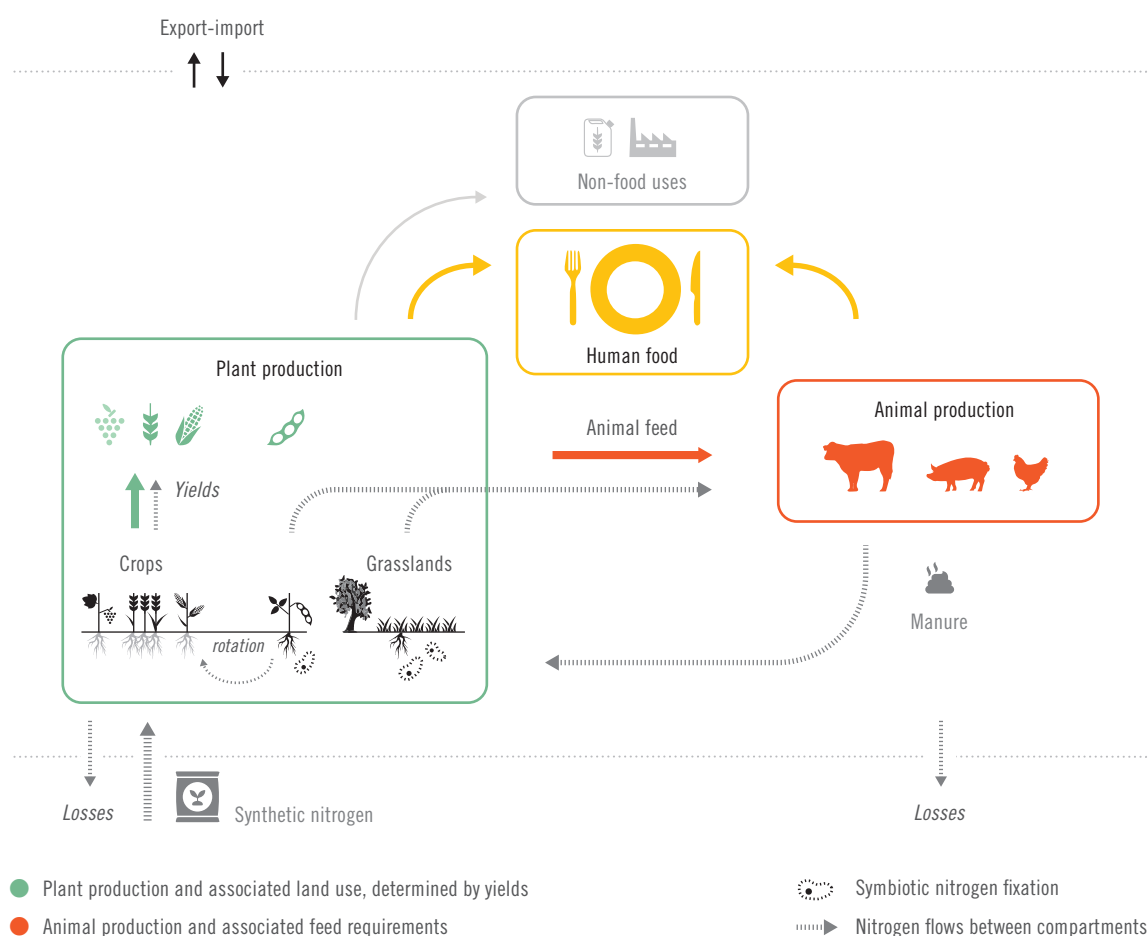 Export-import
Non-food uses
Human food
Plant production
Animal production
Animal feed
Yields
Crops
Grasslands
rotation
Manure
Losses
Synthetic nitrogen
Losses
Plant production and associated land use, determined by yields
Symbiotic nitrogen fixation
Animal production and associated feed requirements
Nitrogen flows between compartments